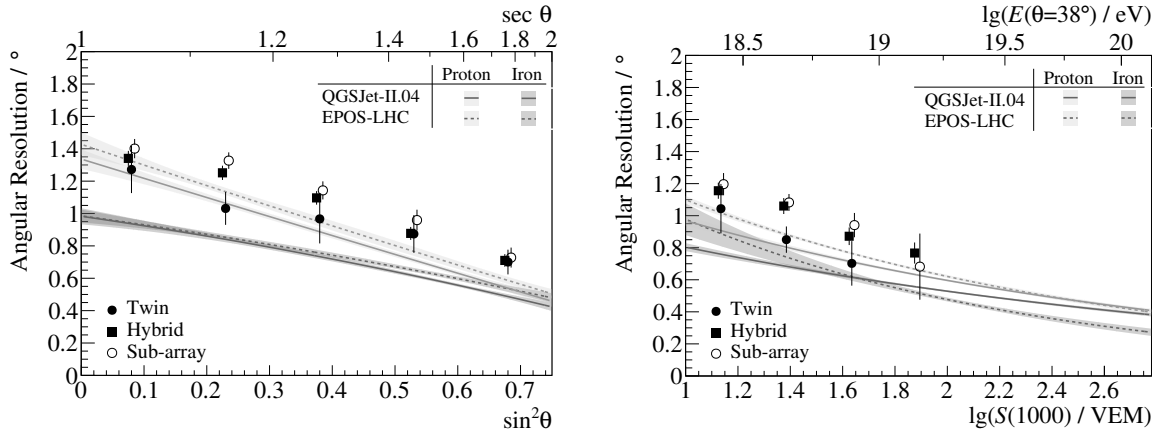 sec θ
1 1.2 1.4 1.6 1.8 2
Angular Resolution / °
2
1.8
1.6
1.4
1.2
1
0.8
0.6
0.4
0.2
0
Proton Iron
QGSJet-II.04
EPOS-LHC
Twin
Hybrid
Sub-array
0 0.1 0.2 0.3 0.4 0.5 0.6 0.7
sin²θ
lg(E(θ=38°) / eV)
18.5 19 19.5 20
Angular Resolution / °
2
1.8
1.6
1.4
1.2
1
0.8
0.6
0.4
0.2
0
Proton Iron
QGSJet-II.04
EPOS-LHC
Twin
Hybrid
Sub-array
1 1.2 1.4 1.6 1.8 2 2.2 2.4 2.6
lg(S(1000) / VEM)